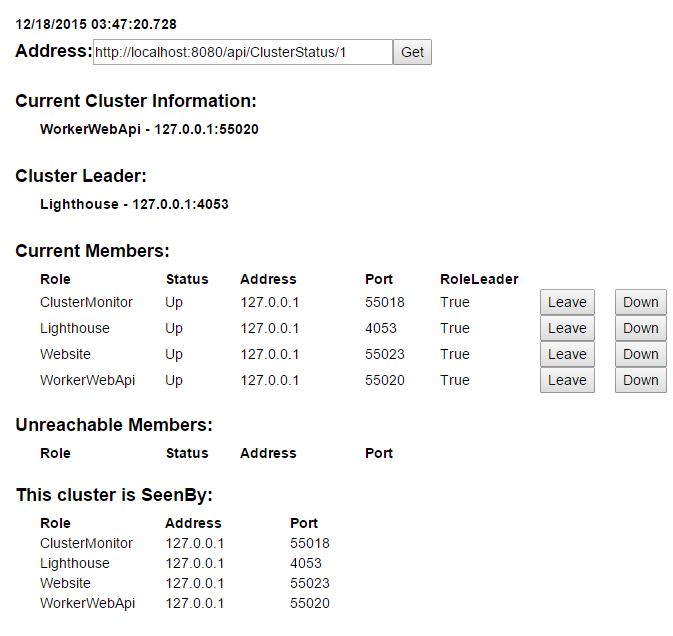 12/18/2015 03:47:20.728
Address: http://localhost:8080/api/ClusterStatus/1 Get
Current Cluster Information:
WorkerWebApi - 127.0.0.1:55020
Cluster Leader:
Lighthouse - 127.0.0.1:4053
Current Members:
Role Status Address Port RoleLeader
ClusterMonitor Up 127.0.0.1 55018 True Leave Down
Lighthouse Up 127.0.0.1 4053 True Leave Down
Website Up 127.0.0.1 55023 True Leave Down
WorkerWebApi Up 127.0.0.1 55020 True Leave Down
Unreachable Members:
Role Status Address Port
This cluster is SeenBy:
Role Address Port
ClusterMonitor 127.0.0.1 55018
Lighthouse 127.0.0.1 4053
Website 127.0.0.1 55023
WorkerWebApi 127.0.0.1 55020